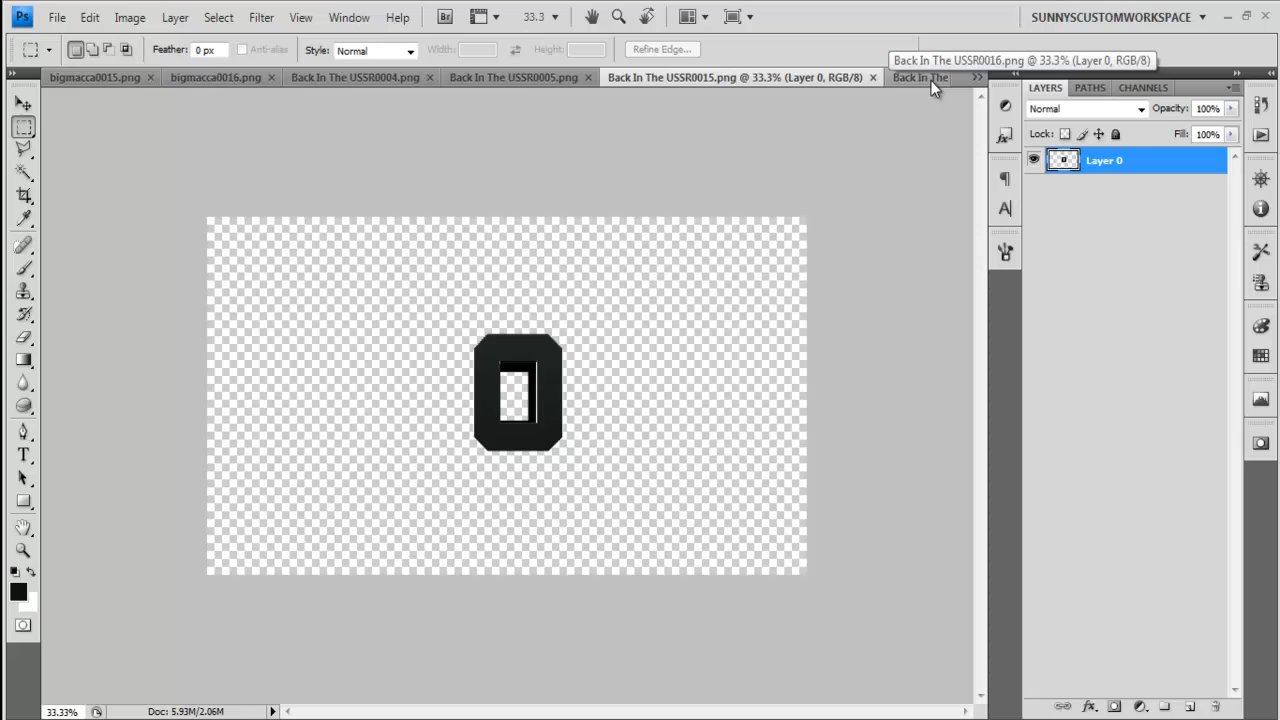 Ps File Edit Image Layer Select Filter View Window Help Br 33.3 SUNNYSCUSTOMWORKSPACE
Feather: 0 px Anti-alias Style: Normal Width: Height: Refine Edge...
Back In The USSR0016.png @ 33.3% (Layer 0, RGB/8)
bigmacca0015.png bigmacca0016.png Back In The USSR0004.png Back In The USSR0005.png Back In The USSR0015.png @ 33.3% (Layer 0, RGB/8) Back In The
LAYERS PATHS CHANNELS
Normal Opacity: 100%
Lock: Fill: 100%
Layer 0
0
33.33% Doc: 5.93M/2.06M